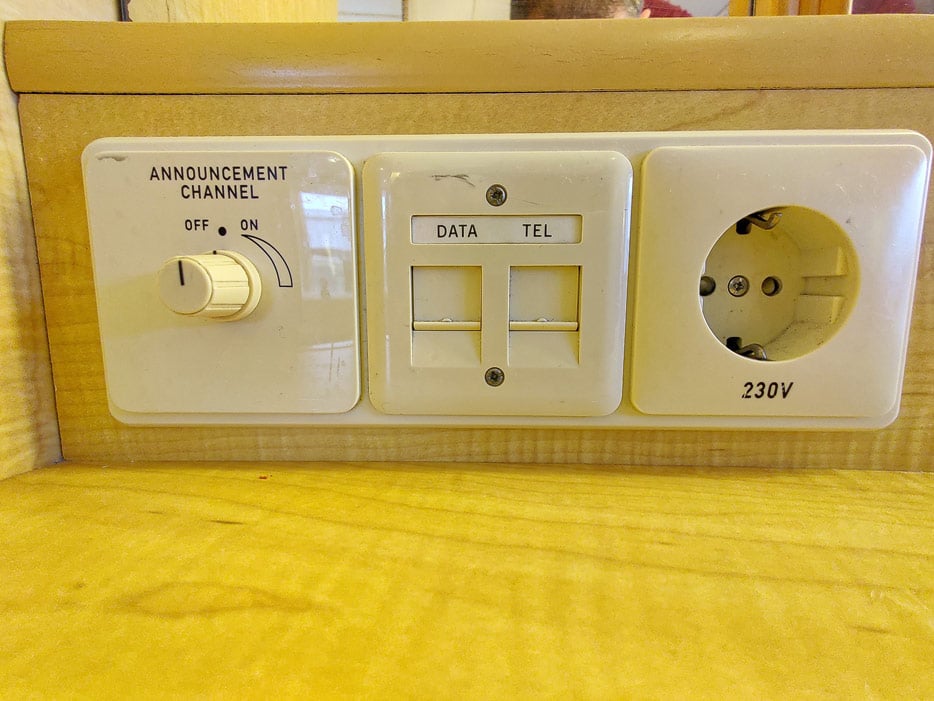 ANNOUNCEMENT
CHANNEL
OFF ON
DATA TEL
230V